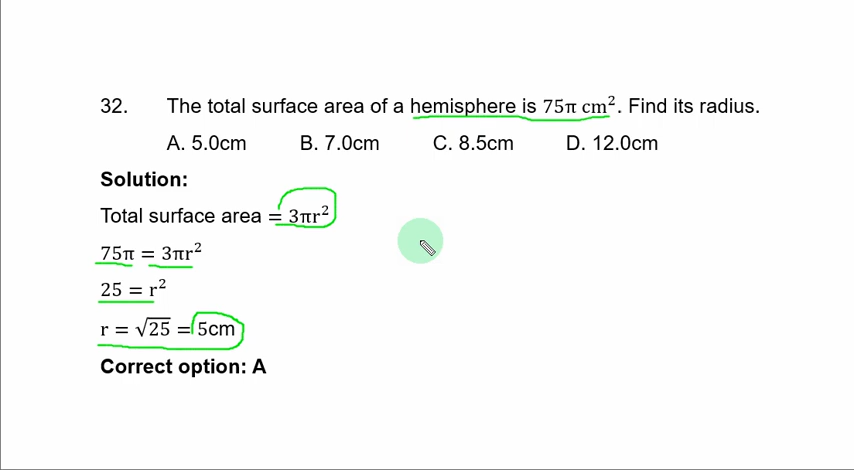 32. The total surface area of a hemisphere is 75π cm². Find its radius.
A. 5.0cm B. 7.0cm C. 8.5cm D. 12.0cm
Solution:
Total surface area = 3πr²
75π = 3πr²
25 = r²
r = √25 = 5cm
Correct option: A